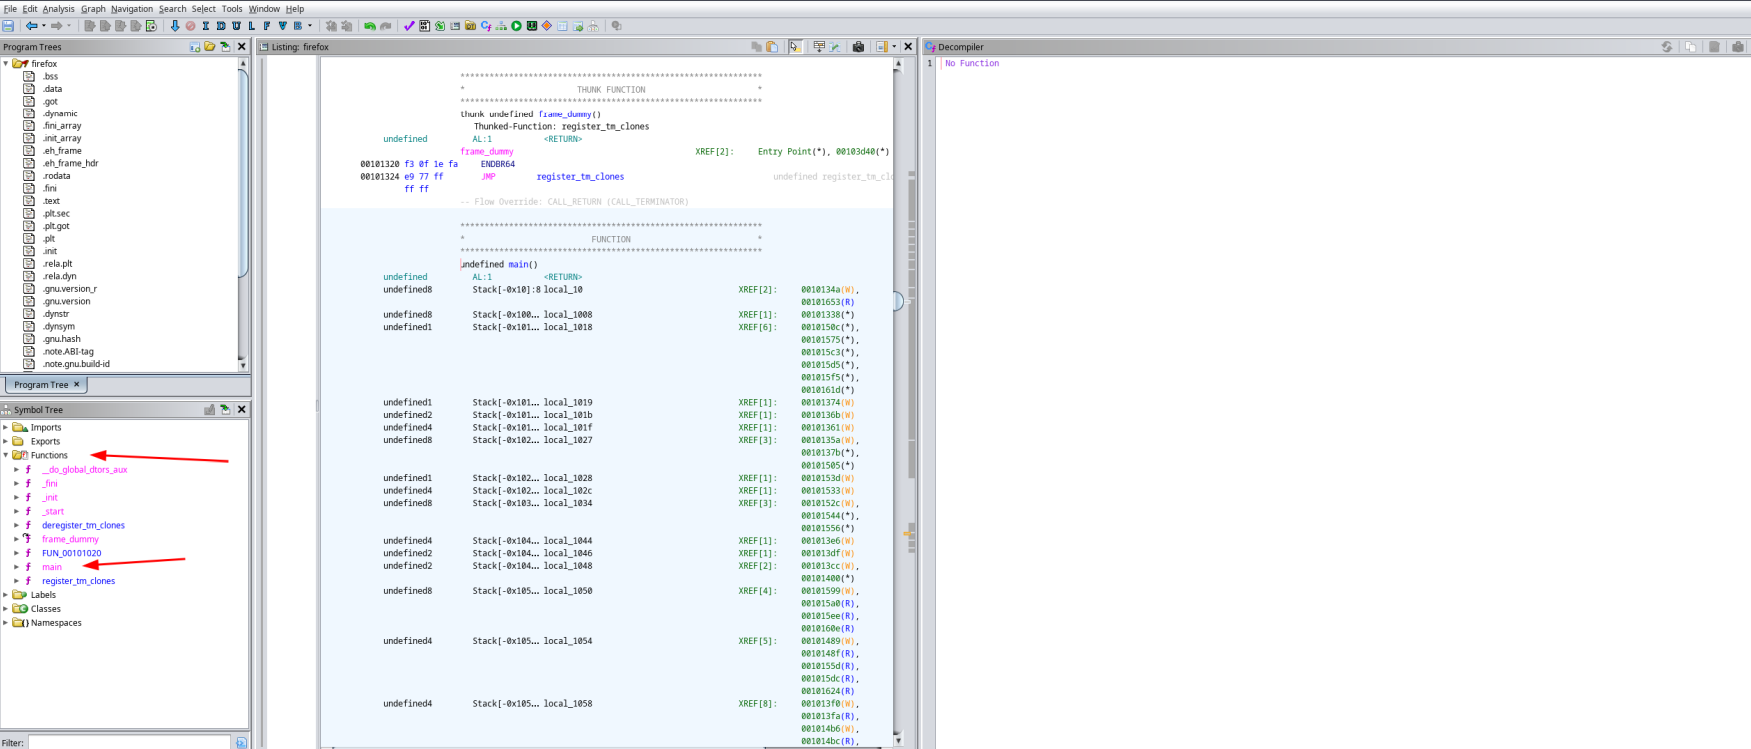 File Edit Analysis Graph Navigation Search Select Tools Window Help
I D U L F V B
Program Trees
firefox
.bss
.data
.got
.dynamic
.fini_array
.init_array
.eh_frame
.eh_frame_hdr
.rodata
.fini
.text
.plt.sec
.plt.got
.plt
.init
.rela.plt
.rela.dyn
.gnu.version_r
.gnu.version
.dynstr
.dynsym
.gnu.hash
.note.ABI-tag
.note.gnu.build-id
Program Tree ×
Symbol Tree
Imports
Exports
Functions
f __do_global_dtors_aux
f _fini
f _init
f _start
f deregister_tm_clones
f frame_dummy
f FUN_00101020
f main
f register_tm_clones
Labels
Classes
Namespaces
Filter:
Listing: firefox
**************************************************************
* THUNK FUNCTION *
**************************************************************
thunk undefined frame_dummy()
Thunked-Function: register_tm_clones
undefined AL:1 <RETURN>
frame_dummy XREF[2]: Entry Point(*), 00103d40(*)
00101320 f3 0f 1e fa ENDBR64
00101324 e9 77 ff JMP register_tm_clones undefined register_tm_clo
ff ff
-- Flow Override: CALL_RETURN (CALL_TERMINATOR)
**************************************************************
* FUNCTION *
**************************************************************
undefined main()
undefined AL:1 <RETURN>
undefined8 Stack[-0x10]:8 local_10 XREF[2]: 0010134a(W),
00101653(R)
undefined8 Stack[-0x100... local_1008 XREF[1]: 00101338(*)
undefined1 Stack[-0x101... local_1018 XREF[6]: 0010150c(*),
00101575(*),
001015c3(*),
001015d5(*),
001015f5(*),
0010161d(*)
undefined1 Stack[-0x101... local_1019 XREF[1]: 00101374(W)
undefined2 Stack[-0x101... local_101b XREF[1]: 0010136b(W)
undefined4 Stack[-0x101... local_101f XREF[1]: 00101361(W)
undefined8 Stack[-0x102... local_1027 XREF[3]: 0010135a(W),
0010137b(*),
00101505(*)
undefined1 Stack[-0x102... local_1028 XREF[1]: 0010153d(W)
undefined4 Stack[-0x102... local_102c XREF[1]: 00101533(W)
undefined8 Stack[-0x103... local_1034 XREF[3]: 0010152c(W),
00101544(*)
00101556(*)
undefined4 Stack[-0x104... local_1044 XREF[1]: 001013e6(W)
undefined2 Stack[-0x104... local_1046 XREF[1]: 001013df(W)
undefined2 Stack[-0x104... local_1048 XREF[2]: 001013cc(W),
00101400(*)
undefined8 Stack[-0x105... local_1050 XREF[4]: 00101599(W),
001015a0(R),
001015ee(R),
0010160e(R)
undefined4 Stack[-0x105... local_1054 XREF[5]: 00101489(W),
0010148f(R),
0010155d(R),
001015dc(R),
00101624(R)
undefined4 Stack[-0x105... local_1058 XREF[8]: 001013f0(W),
001013fa(R),
001014b6(W),
001014bc(R),
Decompiler
1 No Function